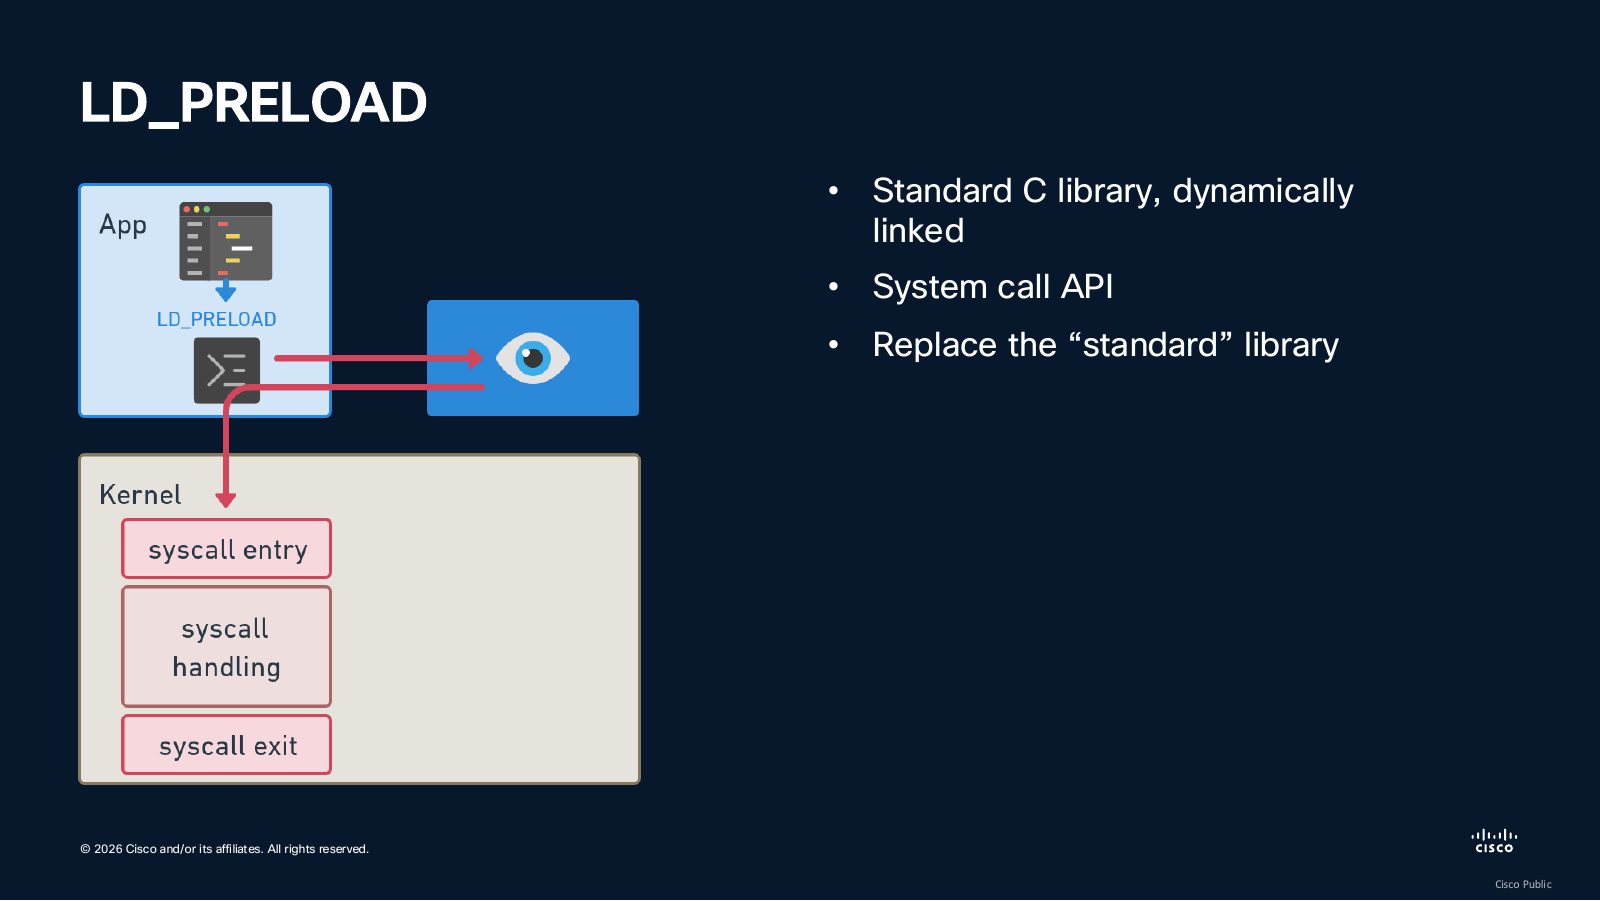 LD_PRELOAD
App
LD_PRELOAD
Kernel
syscall entry
syscall
handling
syscall exit
• Standard C library, dynamically
linked
• System call API
• Replace the “standard” library
© 2026 Cisco and/or its affiliates. All rights reserved.
CISCO
Cisco Public